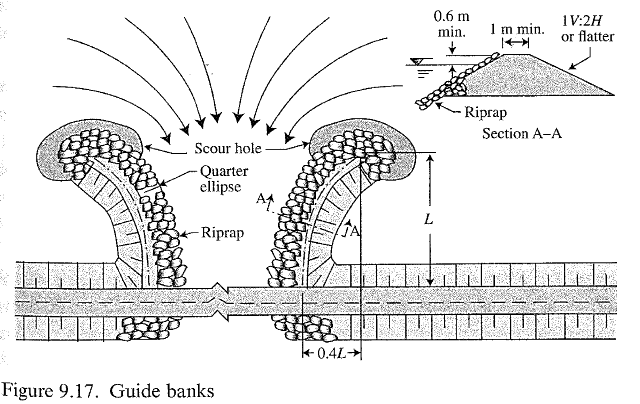 0.6 m
min.
1 m min.
1V:2H
or flatter
Riprap
Section A–A
Scour hole
Quarter
ellipse
A
A
L
Riprap
0.4L
Figure 9.17. Guide banks